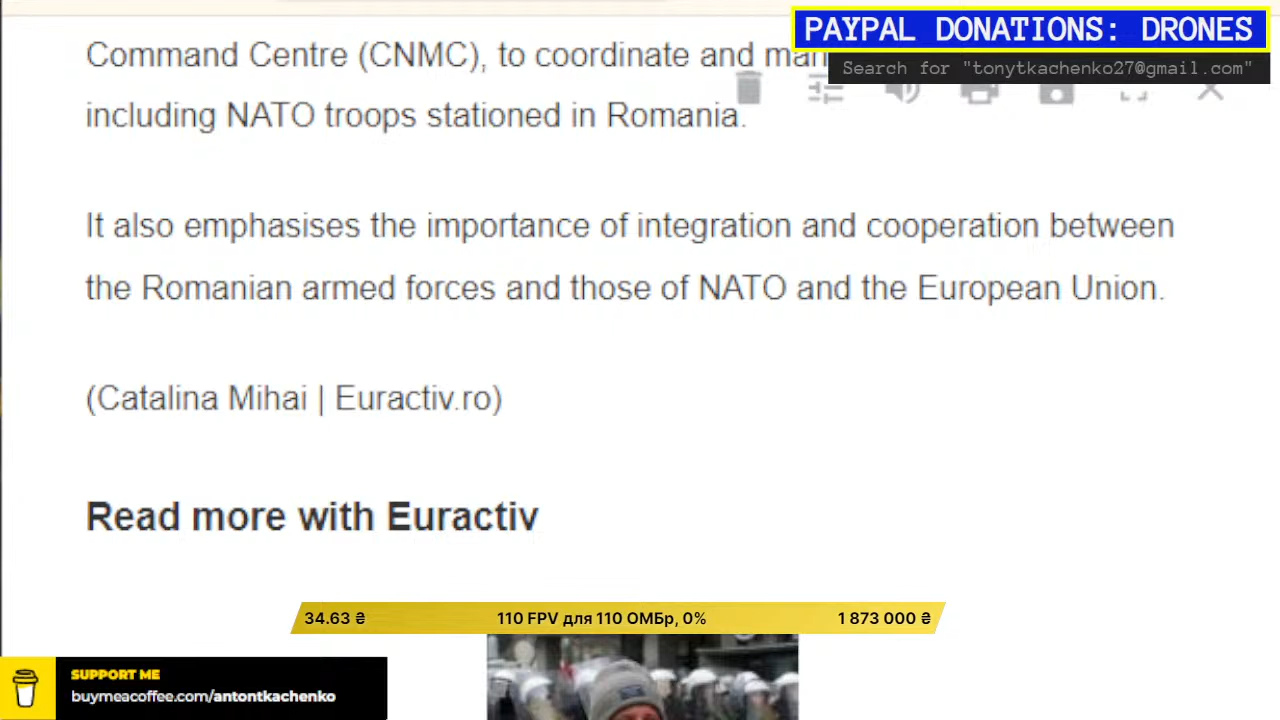 PAYPAL DONATIONS: DRONES
Search for "tonytkachenko27@gmail.com"
Command Centre (CNMC), to coordinate and
including NATO troops stationed in Romania.
It also emphasises the importance of integration and cooperation between
the Romanian armed forces and those of NATO and the European Union.
(Catalina Mihai | Euractiv.ro)
Read more with Euractiv
34.63 ₴ 110 FPV для 110 ОМБр, 0% 1 873 000 ₴
SUPPORT ME
buymeacoffee.com/antontkachenko